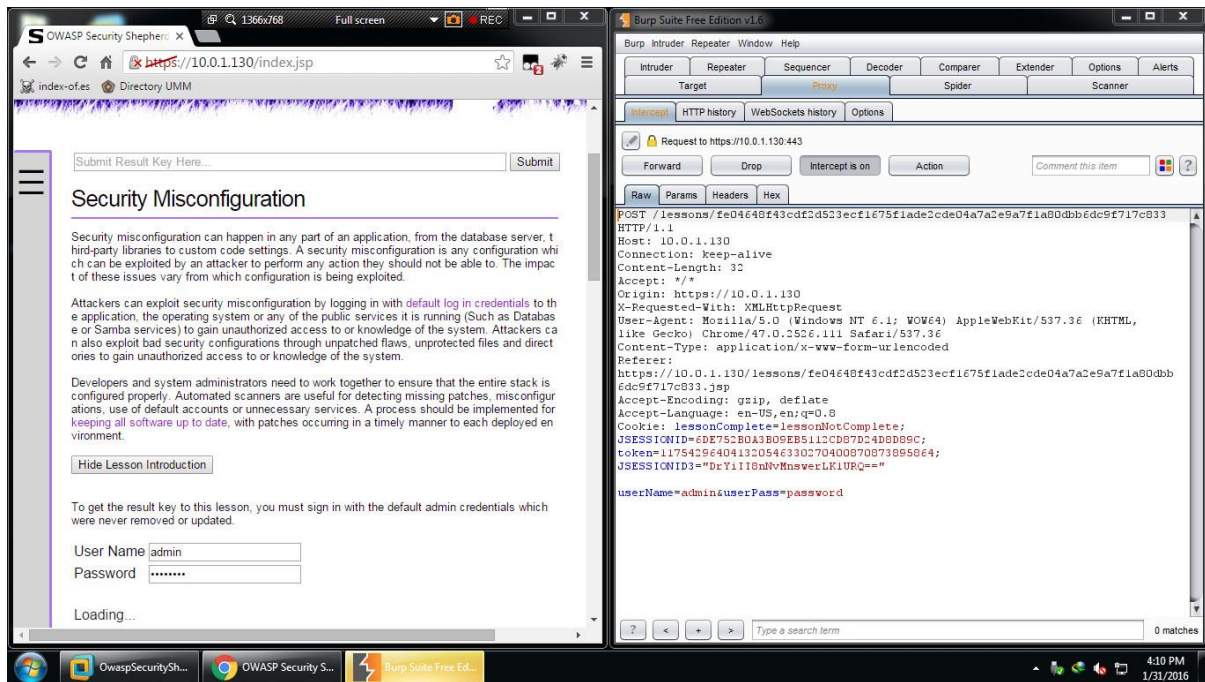 1366x768 Full screen REC
OWASP Security Shepherd
https://10.0.1.130/index.jsp
2
index-of.es Directory UMM
Submit Result Key Here...
Submit
Security Misconfiguration
Security misconfiguration can happen in any part of an application, from the database server, t
hird-party libraries to custom code settings. A security misconfiguration is any configuration whi
ch can be exploited by an attacker to perform any action they should not be able to. The impac
t of these issues vary from which configuration is being exploited.
Attackers can exploit security misconfiguration by logging in with default log in credentials to th
e application, the operating system or any of the public services it is running (Such as Databas
e or Samba services) to gain unauthorized access to or knowledge of the system. Attackers ca
n also exploit bad security configurations through unpatched flaws, unprotected files and direct
ories to gain unauthorized access to or knowledge of the system.
Developers and system administrators need to work together to ensure that the entire stack is
configured properly. Automated scanners are useful for detecting missing patches, misconfigur
ations, use of default accounts or unnecessary services. A process should be implemented for
keeping all software up to date, with patches occurring in a timely manner to each deployed en
vironment.
Hide Lesson Introduction
To get the result key to this lesson, you must sign in with the default admin credentials which
were never removed or updated.
User Name admin
Password ••••••••
Loading...
Burp Suite Free Edition v1.6
Burp Intruder Repeater Window Help
Intruder Repeater Sequencer Decoder Comparer Extender Options Alerts
Target Proxy Spider Scanner
Intercept HTTP history WebSockets history Options
Request to https://10.0.1.130:443
Forward Drop Intercept is on Action Comment this item ?
Raw Params Headers Hex
POST /lessons/fe04648f43cdf2d523ecf1675f1ade2cde04a7a2e9a7f1a80dbb6dc9f717c833
HTTP/1.1
Host: 10.0.1.130
Connection: keep-alive
Content-Length: 32
Accept: */*
Origin: https://10.0.1.130
X-Requested-With: XMLHttpRequest
User-Agent: Mozilla/5.0 (Windows NT 6.1; WOW64) AppleWebKit/537.36 (KHTML,
like Gecko) Chrome/47.0.2526.111 Safari/537.36
Content-Type: application/x-www-form-urlencoded
Referer:
https://10.0.1.130/lessons/fe04648f43cdf2d523ecf1675f1ade2cde04a7a2e9a7f1a80dbb
6dc9f717c833.jsp
Accept-Encoding: gzip, deflate
Accept-Language: en-US,en;q=0.8
Cookie: lessonComplete=lessonNotComplete;
JSESSIONID=6DE752B0A3B09EB5112CD87D24D8D89C;
token=117542964041320546330270400870873895864;
JSESSIONID3="DrYiII8nNvMnswerLK1URQ=="
userName=admin&userPass=password
? < + > Type a search term 0 matches
OwaspSecuritySh... OWASP Security S... Burp Suite Free Ed...
4:10 PM
1/31/2016